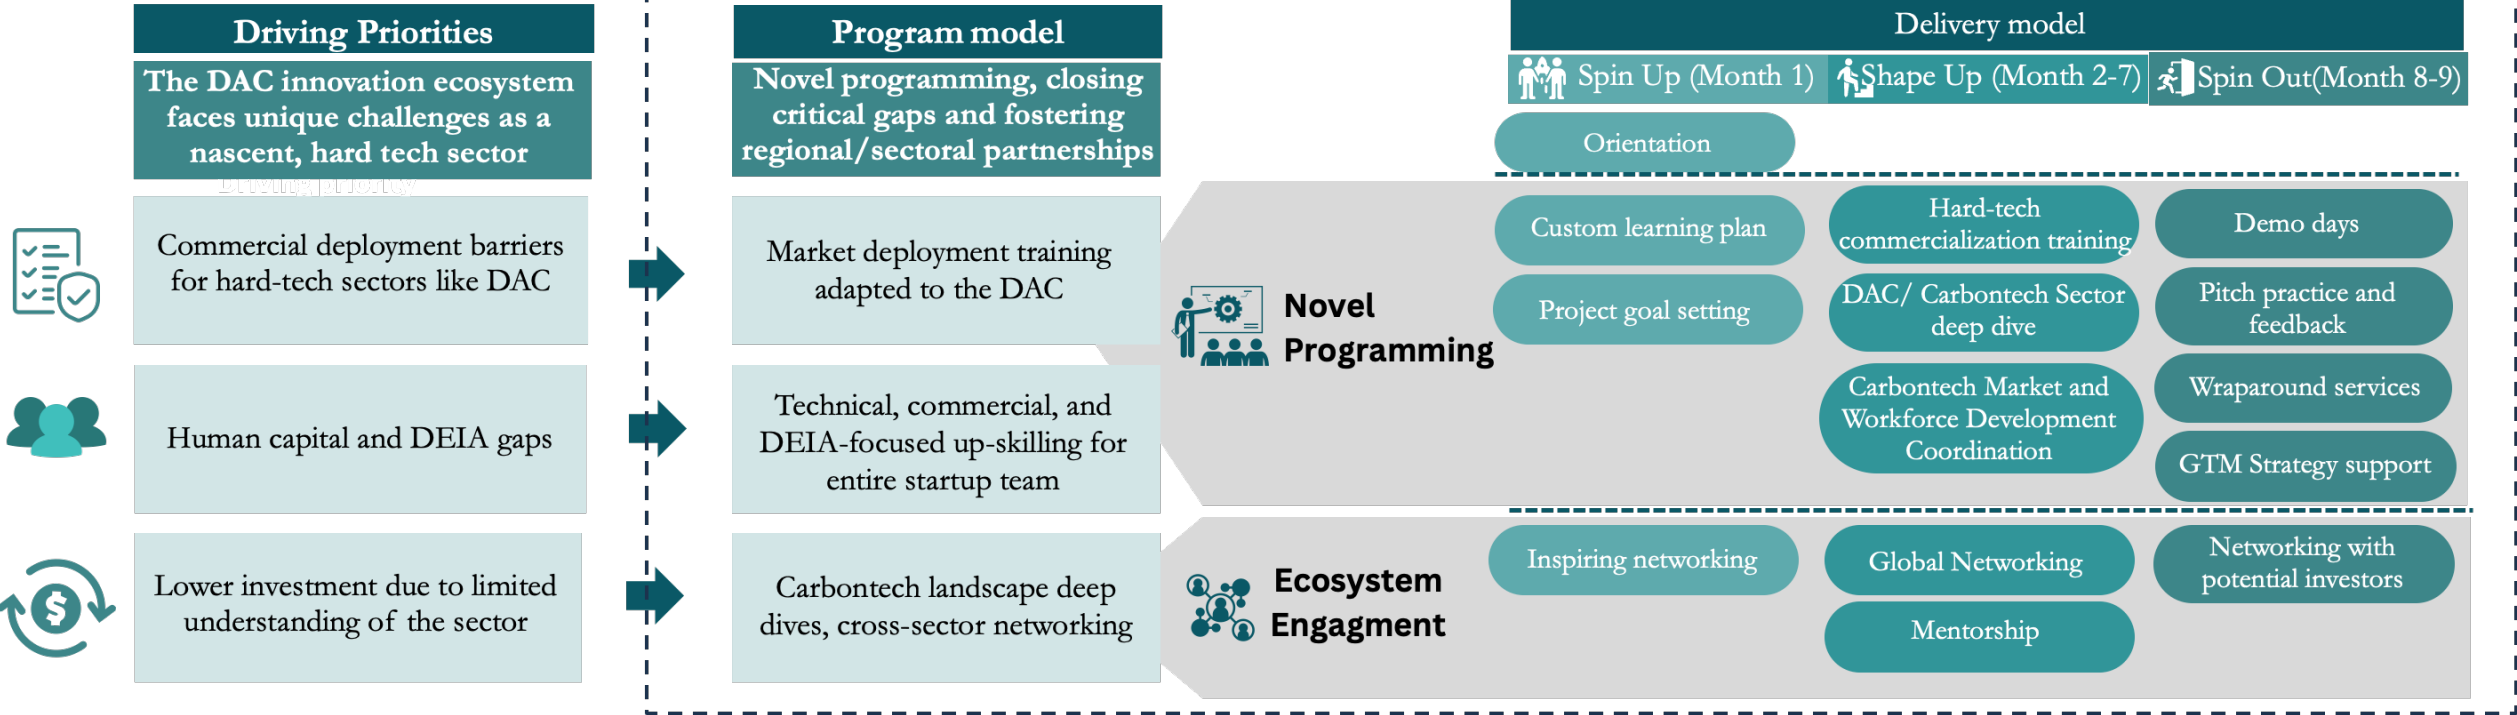 Driving Priorities
The DAC innovation ecosystem
faces unique challenges as a
nascent, hard tech sector
Driving priority
Commercial deployment barriers
for hard-tech sectors like DAC
Human capital and DEIA gaps
Lower investment due to limited
understanding of the sector
Program model
Novel programming, closing
critical gaps and fostering
regional/sectoral partnerships
Market deployment training
adapted to the DAC
Technical, commercial, and
DEIA-focused up-skilling for
entire startup team
Carbontech landscape deep
dives, cross-sector networking
Delivery model
Spin Up (Month 1)
Shape Up (Month 2-7)
Spin Out(Month 8-9)
Orientation
Novel
Programming
Custom learning plan
Project goal setting
Hard-tech
commercialization training
DAC/ Carbontech Sector
deep dive
Carbontech Market and
Workforce Development
Coordination
Demo days
Pitch practice and
feedback
Wraparound services
GTM Strategy support
Ecosystem
Engagment
Inspiring networking
Global Networking
Mentorship
Networking with
potential investors